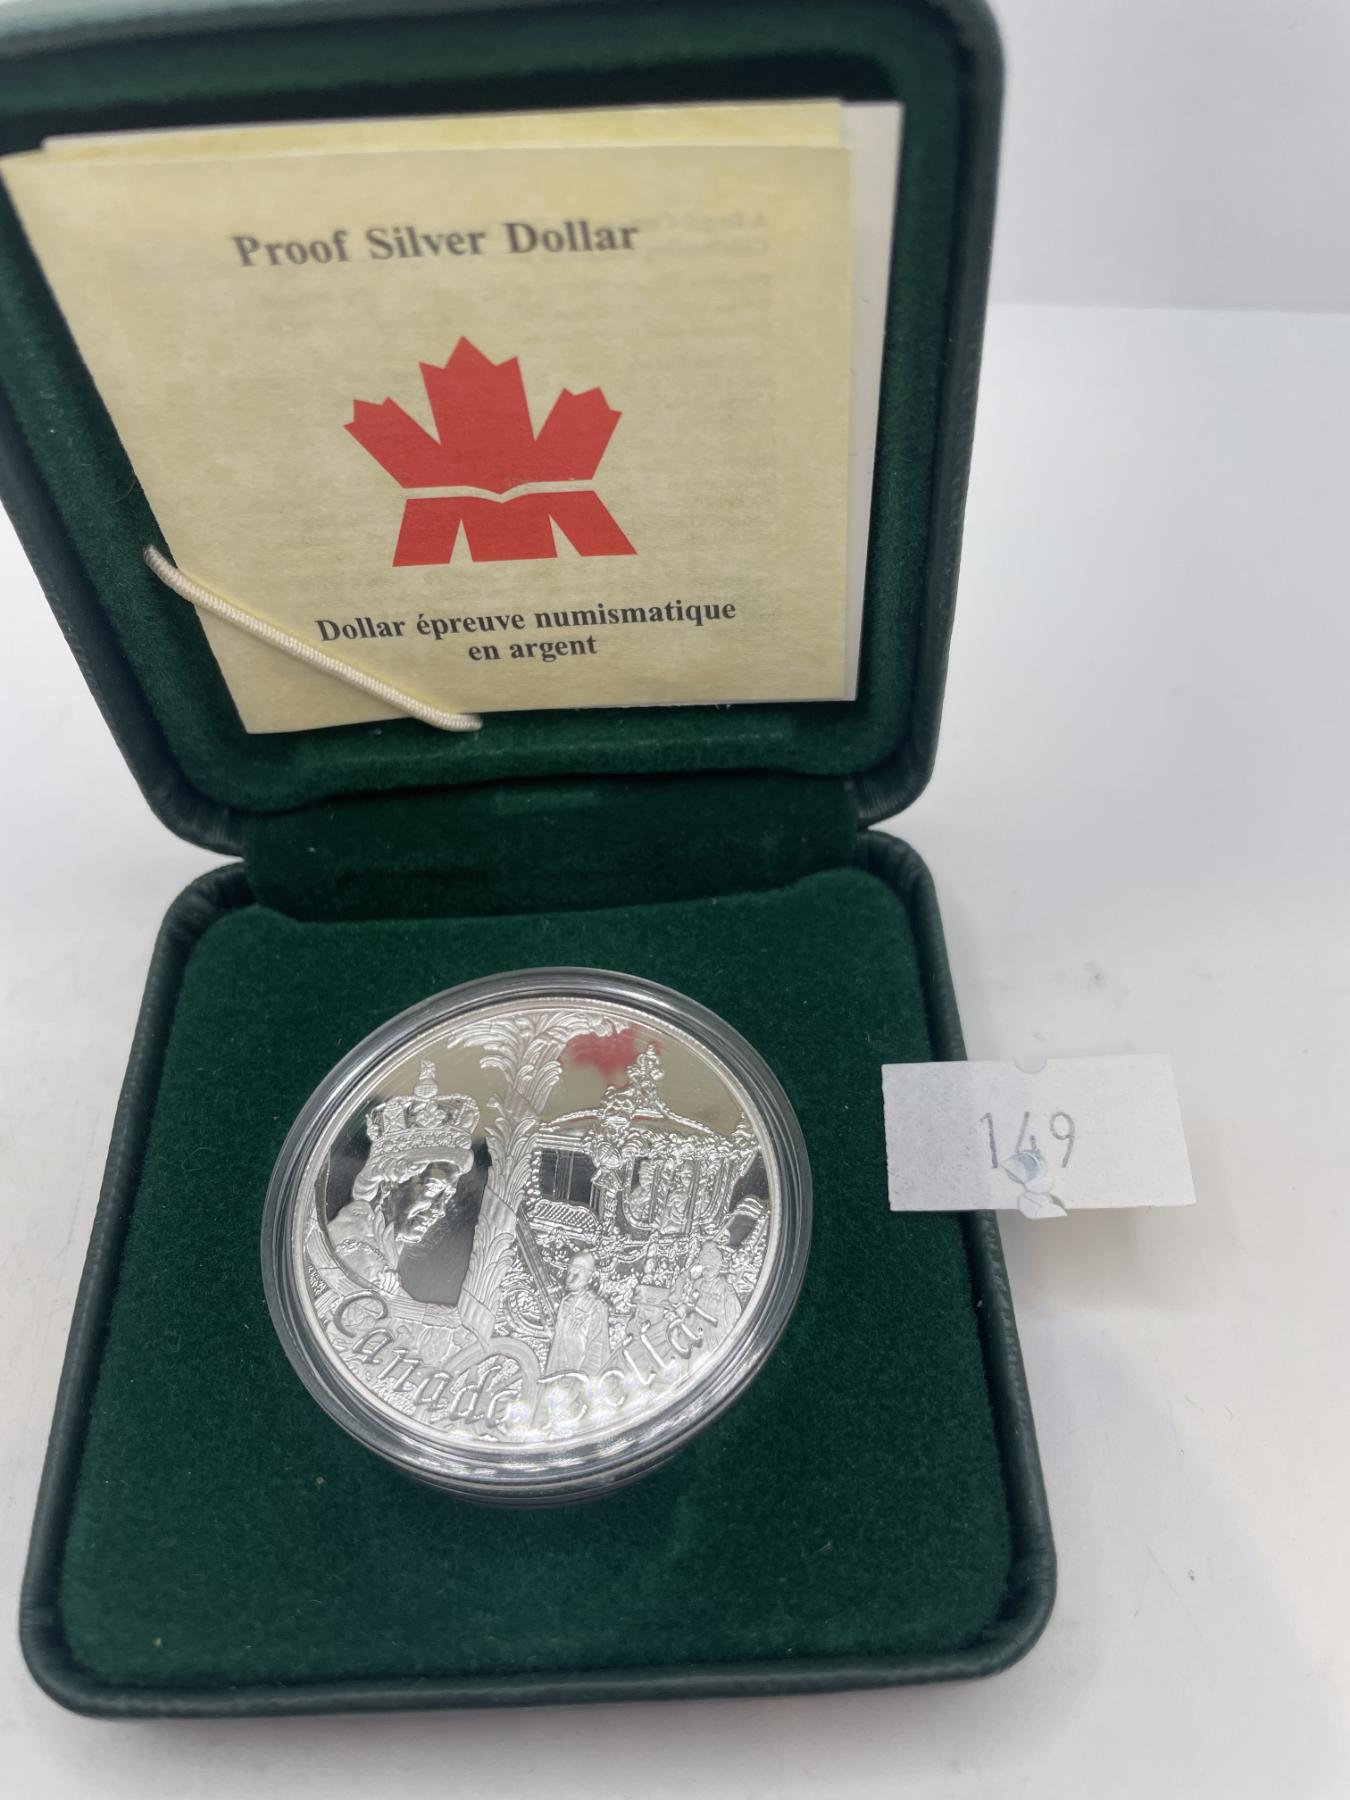 Proof Silver Dollar
Dollar épreuve numismatique
en argent
Canada Dollar
149